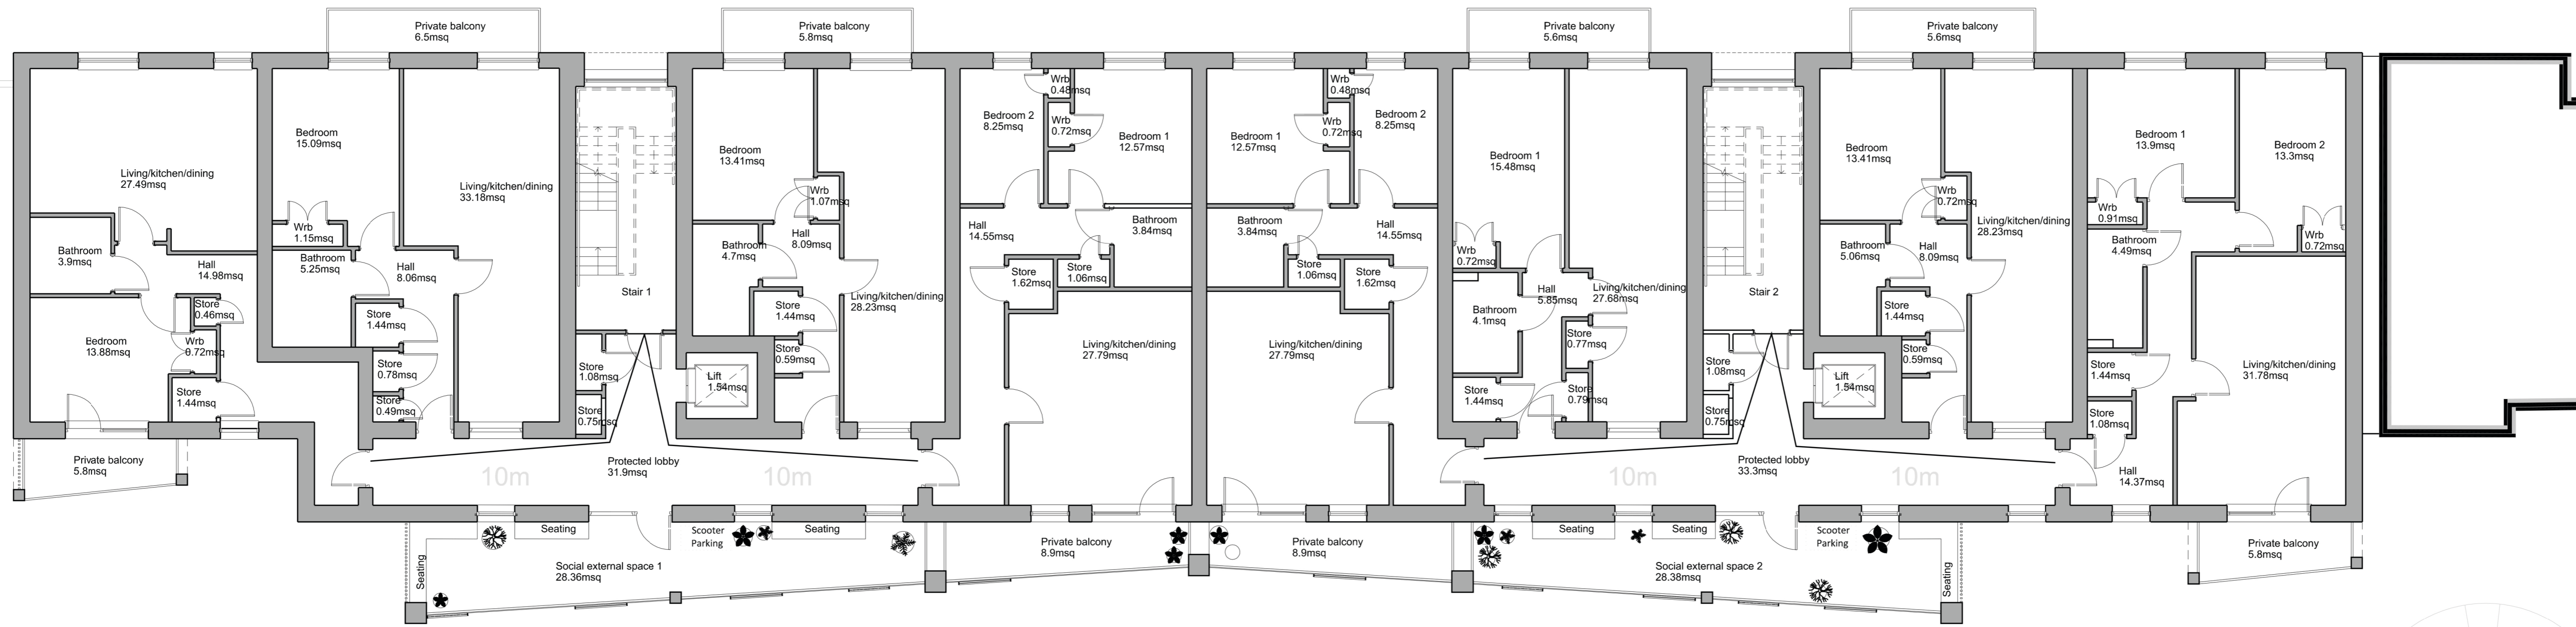 Private balcony
6.5msq
Private balcony
5.8msq
Private balcony
5.6msq
Private balcony
5.6msq
Living/kitchen/dining
27.49msq
Bathroom
3.9msq
Hall
14.98msq
Store
0.46msq
Bedroom
13.88msq
Wrb
0.72msq
Store
1.44msq
Private balcony
5.8msq
Bedroom
15.09msq
Wrb
1.15msq
Bathroom
5.25msq
Hall
8.06msq
Living/kitchen/dining
33.18msq
Store
1.44msq
Store
0.78msq
Store
0.49msq
Stair 1
Store
1.08msq
Store
0.75msq
Lift
1.54msq
Bedroom
13.41msq
Wrb
1.07msq
Bathroom
4.7msq
Hall
8.09msq
Store
1.44msq
Store
0.59msq
Living/kitchen/dining
28.23msq
10m
Protected lobby
31.9msq
10m
Bedroom 2
8.25msq
Wrb
0.48msq
Wrb
0.72msq
Bedroom 1
12.57msq
Hall
14.55msq
Bathroom
3.84msq
Store
1.62msq
Store
1.06msq
Living/kitchen/dining
27.79msq
Bedroom 1
12.57msq
Wrb
0.48msq
Wrb
0.72msq
Bedroom 2
8.25msq
Bathroom
3.84msq
Hall
14.55msq
Store
1.06msq
Store
1.62msq
Living/kitchen/dining
27.79msq
Bedroom 1
15.48msq
Wrb
0.72msq
Bathroom
4.1msq
Hall
5.85msq
Living/kitchen/dining
27.68msq
Store
0.77msq
Store
1.44msq
Store
0.79msq
Stair 2
Store
1.08msq
Store
0.75msq
Lift
1.54msq
Bedroom
13.41msq
Wrb
0.72msq
Bathroom
5.06msq
Hall
8.09msq
Store
1.44msq
Store
0.59msq
Living/kitchen/dining
28.23msq
10m
Protected lobby
33.3msq
10m
Bedroom 1
13.9msq
Bedroom 2
13.3msq
Wrb
0.91msq
Wrb
0.72msq
Bathroom
4.49msq
Store
1.44msq
Store
1.08msq
Living/kitchen/dining
31.78msq
Hall
14.37msq
Seating
Seating
Scooter
Parking
Seating
Social external space 1
28.36msq
Private balcony
8.9msq
Private balcony
8.9msq
Seating
Seating
Scooter
Parking
Social external space 2
28.38msq
Seating
Private balcony
5.8msq